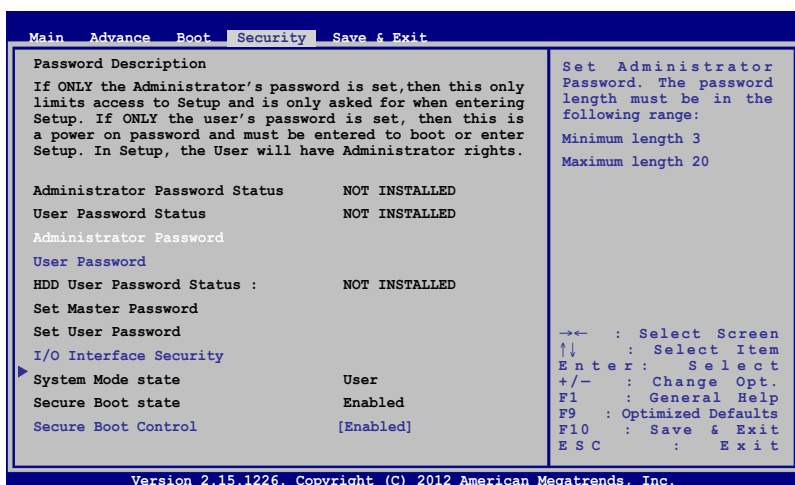 Main Advance Boot Security Save & Exit
Password Description
If ONLY the Administrator's password is set,then this only
limits access to Setup and is only asked for when entering
Setup. If ONLY the user's password is set, then this is
a power on password and must be entered to boot or enter
Setup. In Setup, the User will have Administrator rights.
Administrator Password Status NOT INSTALLED
User Password Status NOT INSTALLED
Administrator Password
User Password
HDD User Password Status : NOT INSTALLED
Set Master Password
Set User Password
I/O Interface Security
System Mode state User
Secure Boot state Enabled
Secure Boot Control [Enabled]
Set Administrator
Password. The password
length must be in the
following range:
Minimum length 3
Maximum length 20
→← : Select Screen
↑↓ : Select Item
Enter: Select
+/— : Change Opt.
F1 : General Help
F9 : Optimized Defaults
F10 : Save & Exit
ESC : Exit
Version 2.15.1226. Copyright (C) 2012 American Megatrends, Inc.